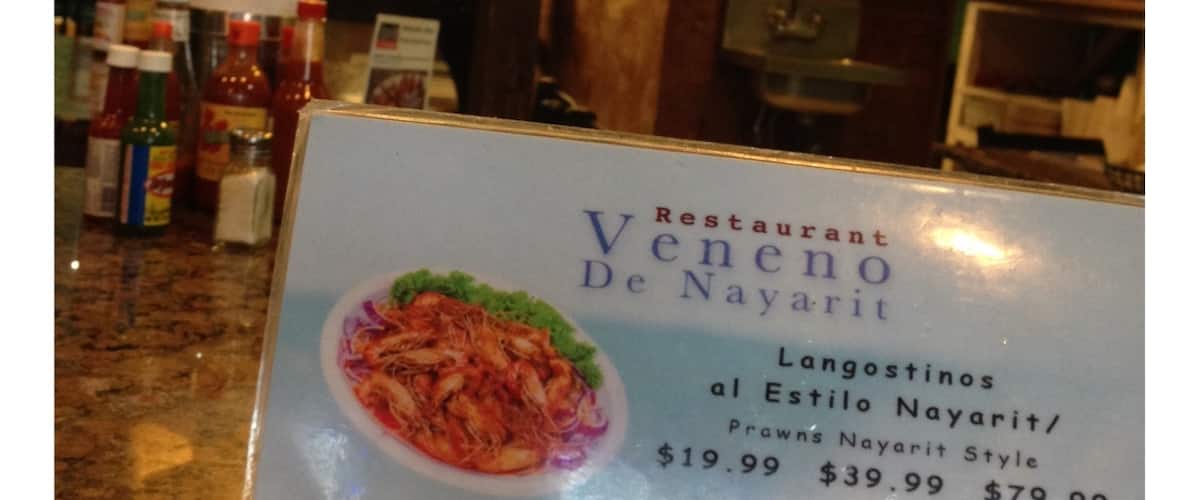 Restaurant
Veneno
De Nayarit
Langostinos
al Estilo Nayarit/
Prawns Nayarit Style
$19.99 $39.99